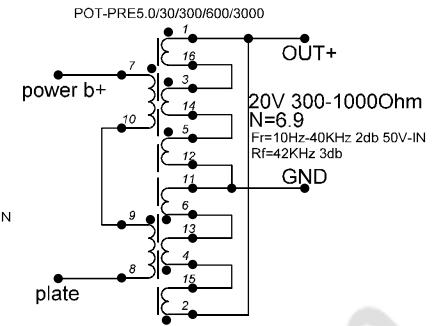 POT-PRE5.0/30/300/600/3000
1
OUT+
16
7
power b+
3
14
20V 300-1000Ohm
10
N=6.9
5
Fr=10Hz-40KHz 2db 50V-IN
Rf=42KHz 3db
12
11
GND
6
N
9
13
4
8
15
plate
2